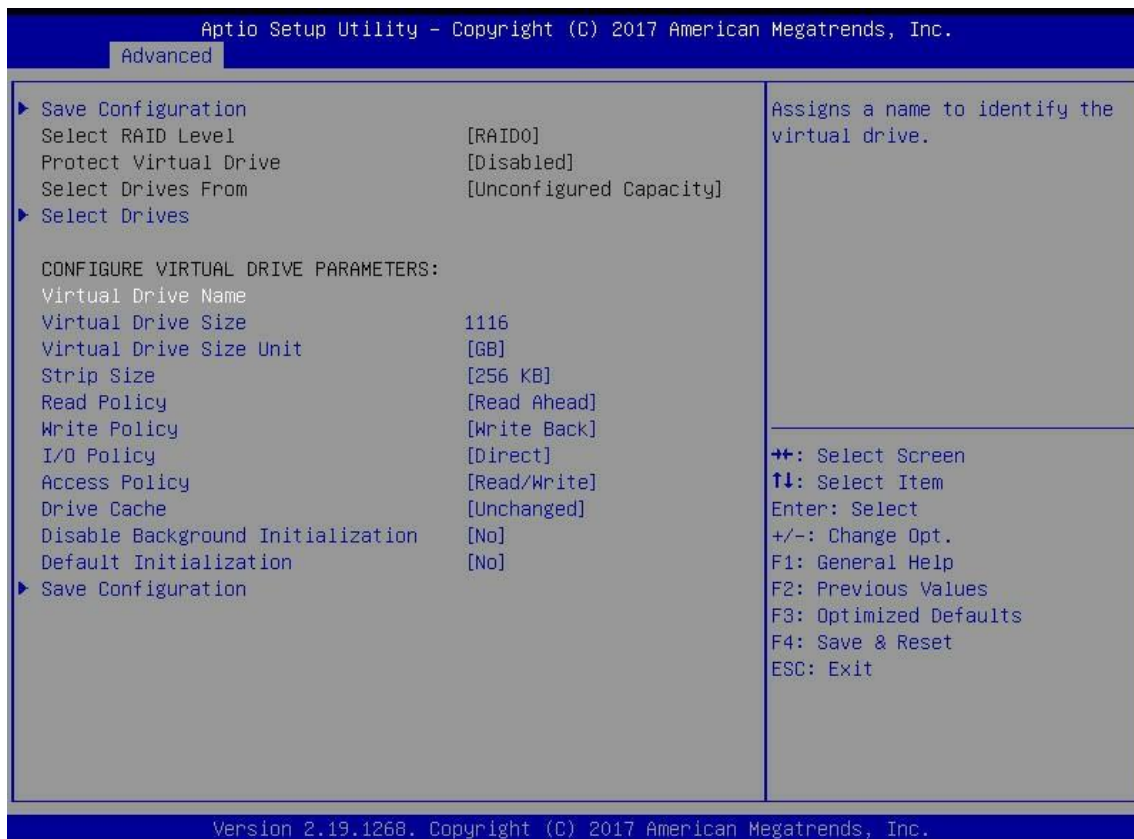 Aptio Setup Utility – Copyright (C) 2017 American Megatrends, Inc.
Advanced
▶ Save Configuration
Select RAID Level [RAID0]
Protect Virtual Drive [Disabled]
Select Drives From [Unconfigured Capacity]
▶ Select Drives
CONFIGURE VIRTUAL DRIVE PARAMETERS:
Virtual Drive Name
Virtual Drive Size 1116
Virtual Drive Size Unit [GB]
Strip Size [256 KB]
Read Policy [Read Ahead]
Write Policy [Write Back]
I/O Policy [Direct]
Access Policy [Read/Write]
Drive Cache [Unchanged]
Disable Background Initialization [No]
Default Initialization [No]
▶ Save Configuration
Assigns a name to identify the
virtual drive.
→←: Select Screen
↑↓: Select Item
Enter: Select
+/-: Change Opt.
F1: General Help
F2: Previous Values
F3: Optimized Defaults
F4: Save & Reset
ESC: Exit
Version 2.19.1268. Copyright (C) 2017 American Megatrends, Inc.